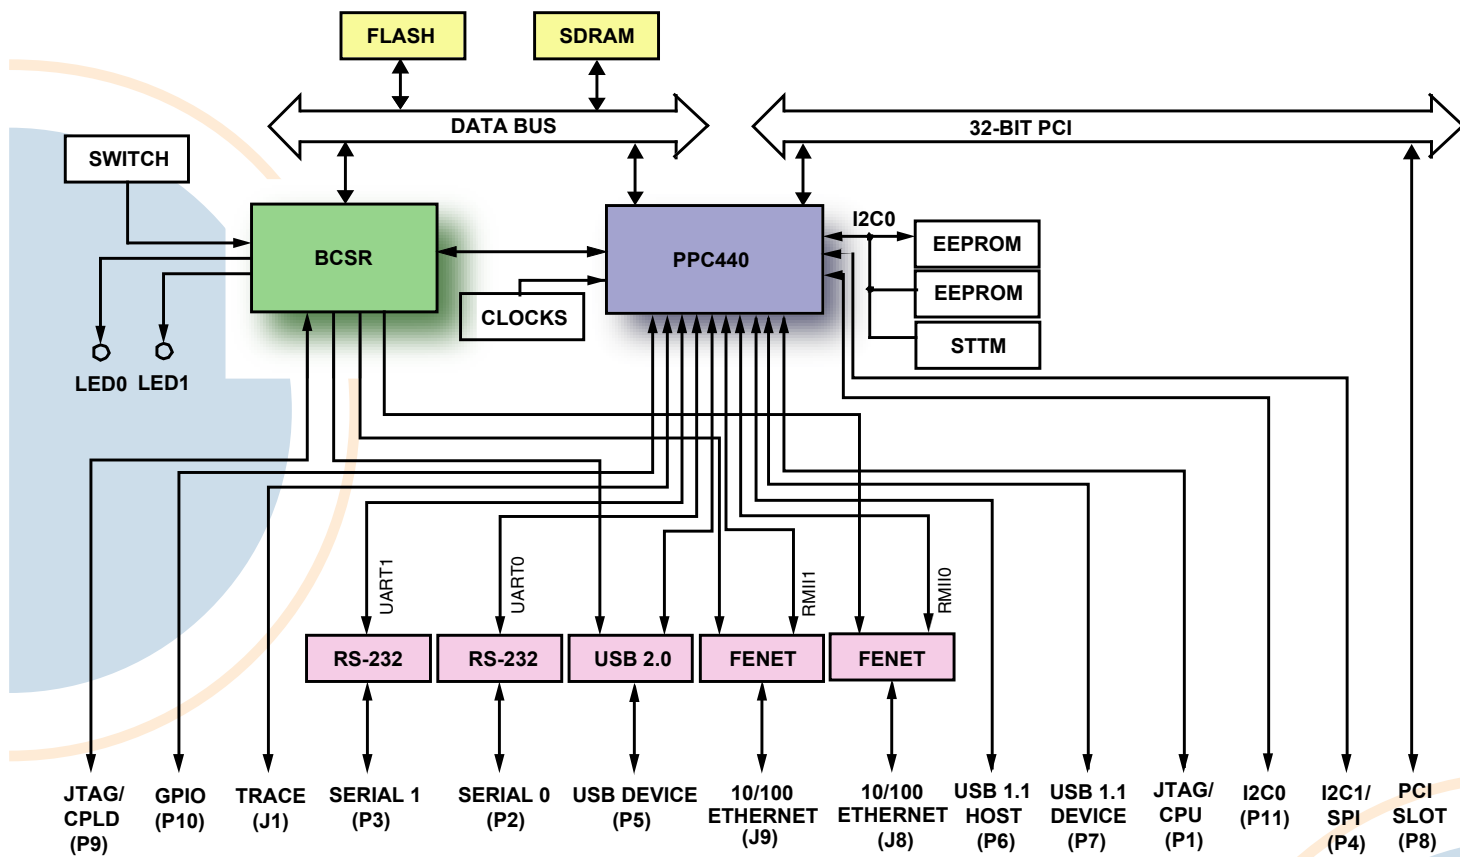 FLASH
SDRAM
DATA BUS
32-BIT PCI
SWITCH
I2C0
BCSR
PPC440
EEPROM
EEPROM
CLOCKS
STTM
LED0
LED1
UART1
UART0
RMII1
RMII0
RS-232
RS-232
USB 2.0
FENET
FENET
JTAG/
CPLD
(P9)
GPIO
(P10)
TRACE
(J1)
SERIAL 1
(P3)
SERIAL 0
(P2)
USB DEVICE
(P5)
10/100
ETHERNET
(J9)
10/100
ETHERNET
(J8)
USB 1.1
HOST
(P6)
USB 1.1
DEVICE
(P7)
JTAG/
CPU
(P1)
I2C0
(P11)
I2C1/
SPI
(P4)
PCI
SLOT
(P8)